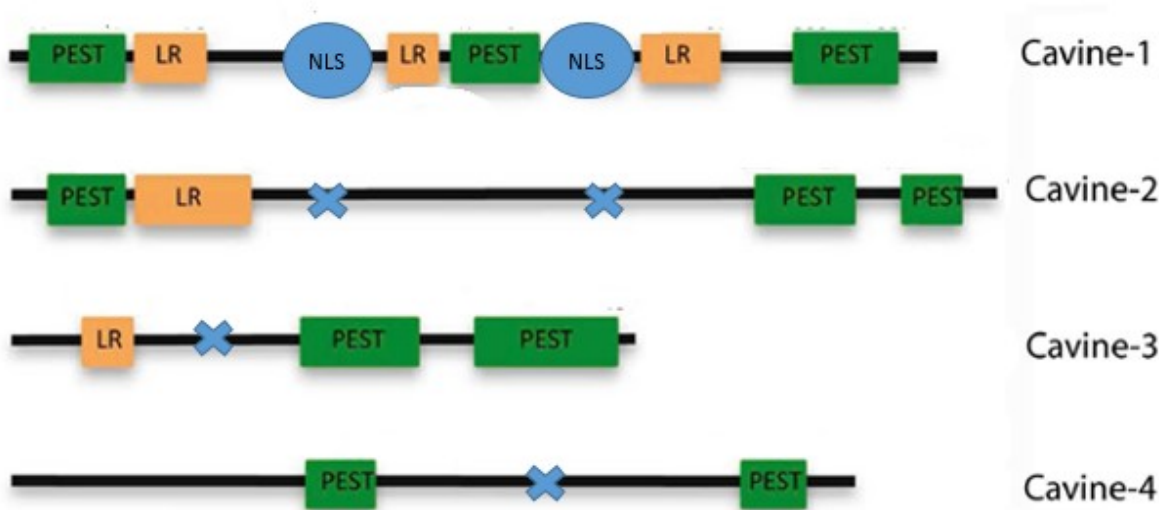 PEST LR NLS LR PEST NLS LR PEST Cavine-1
PEST LR PEST PEST Cavine-2
LR PEST PEST Cavine-3
PEST PEST Cavine-4